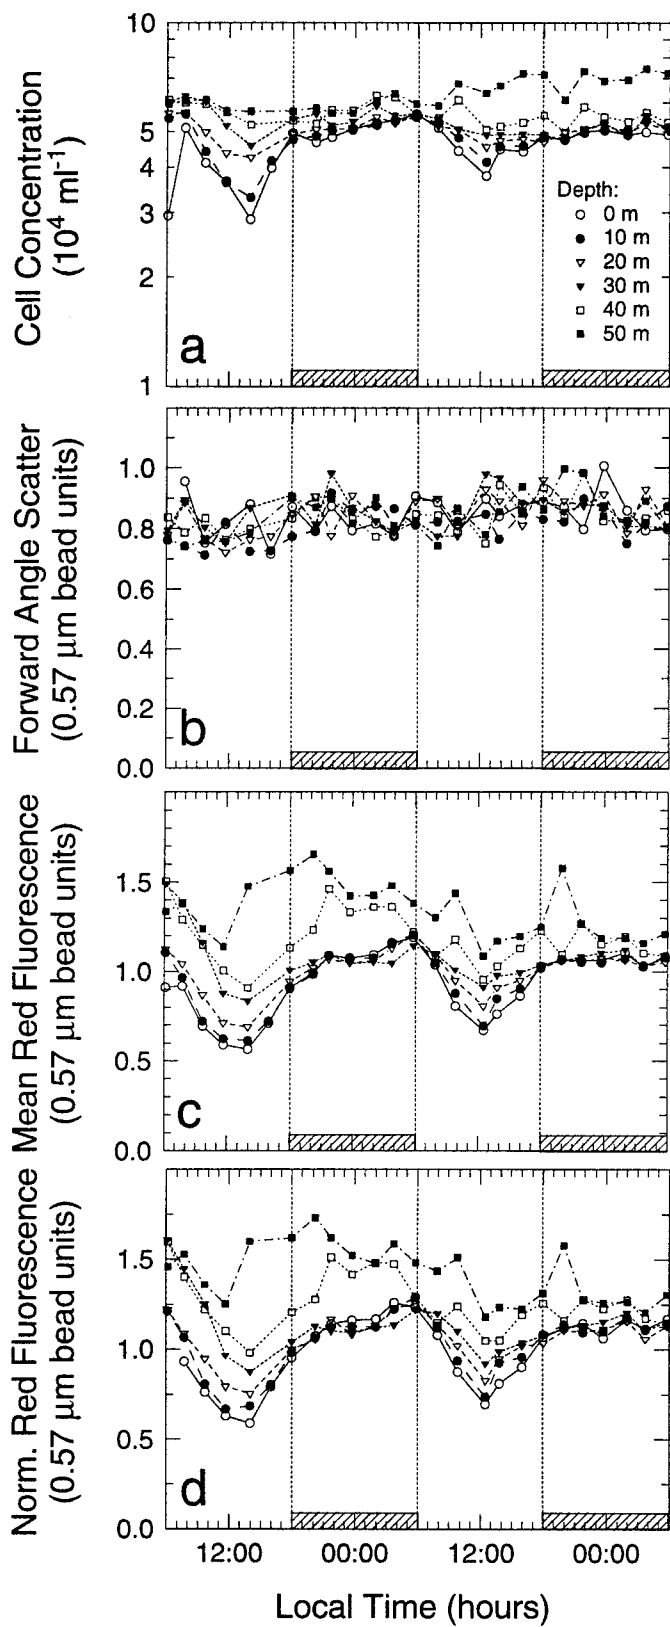 10
5
4
3
2
1
Cell Concentration
(10⁴ ml⁻¹)
Depth:
0 m
10 m
20 m
30 m
40 m
50 m
a
1.0
0.8
0.6
0.4
0.2
0.0
Forward Angle Scatter
(0.57 µm bead units)
b
1.5
1.0
0.5
0.0
Mean Red Fluorescence
(0.57 µm bead units)
c
1.5
1.0
0.5
0.0
Norm. Red Fluorescence
(0.57 µm bead units)
d
12:00 00:00 12:00 00:00
Local Time (hours)